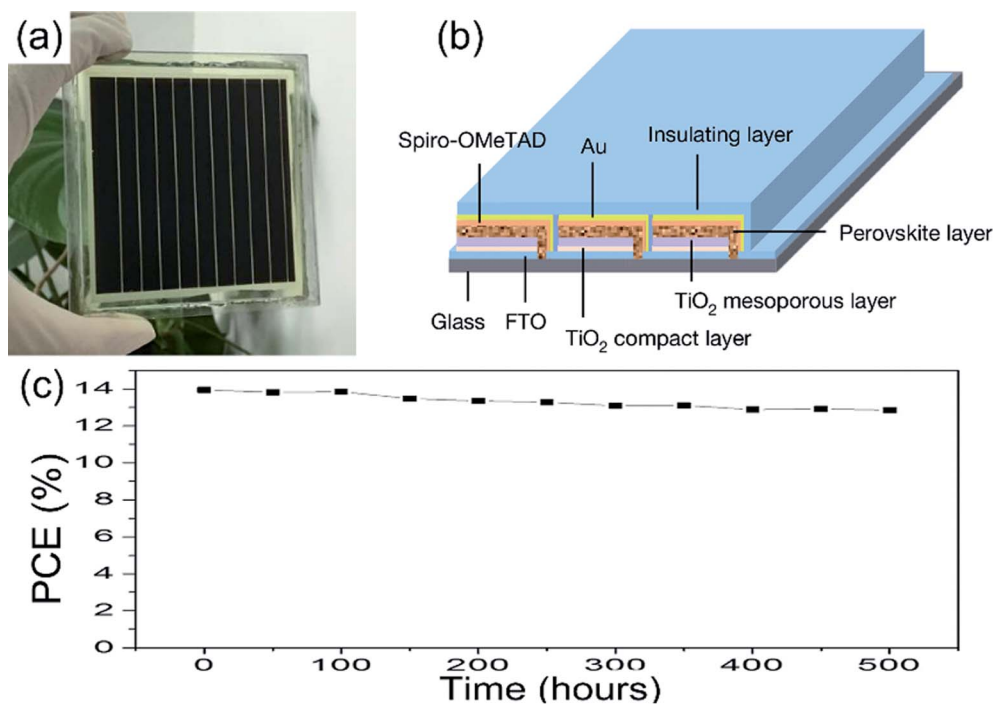 (a)
(b)
Spiro-OMeTAD
Au
Insulating layer
Perovskite layer
TiO₂ mesoporous layer
Glass
FTO
TiO₂ compact layer
(c)
14
12
10
8
6
4
2
0
PCE (%)
0 100 200 300 400 500
Time (hours)